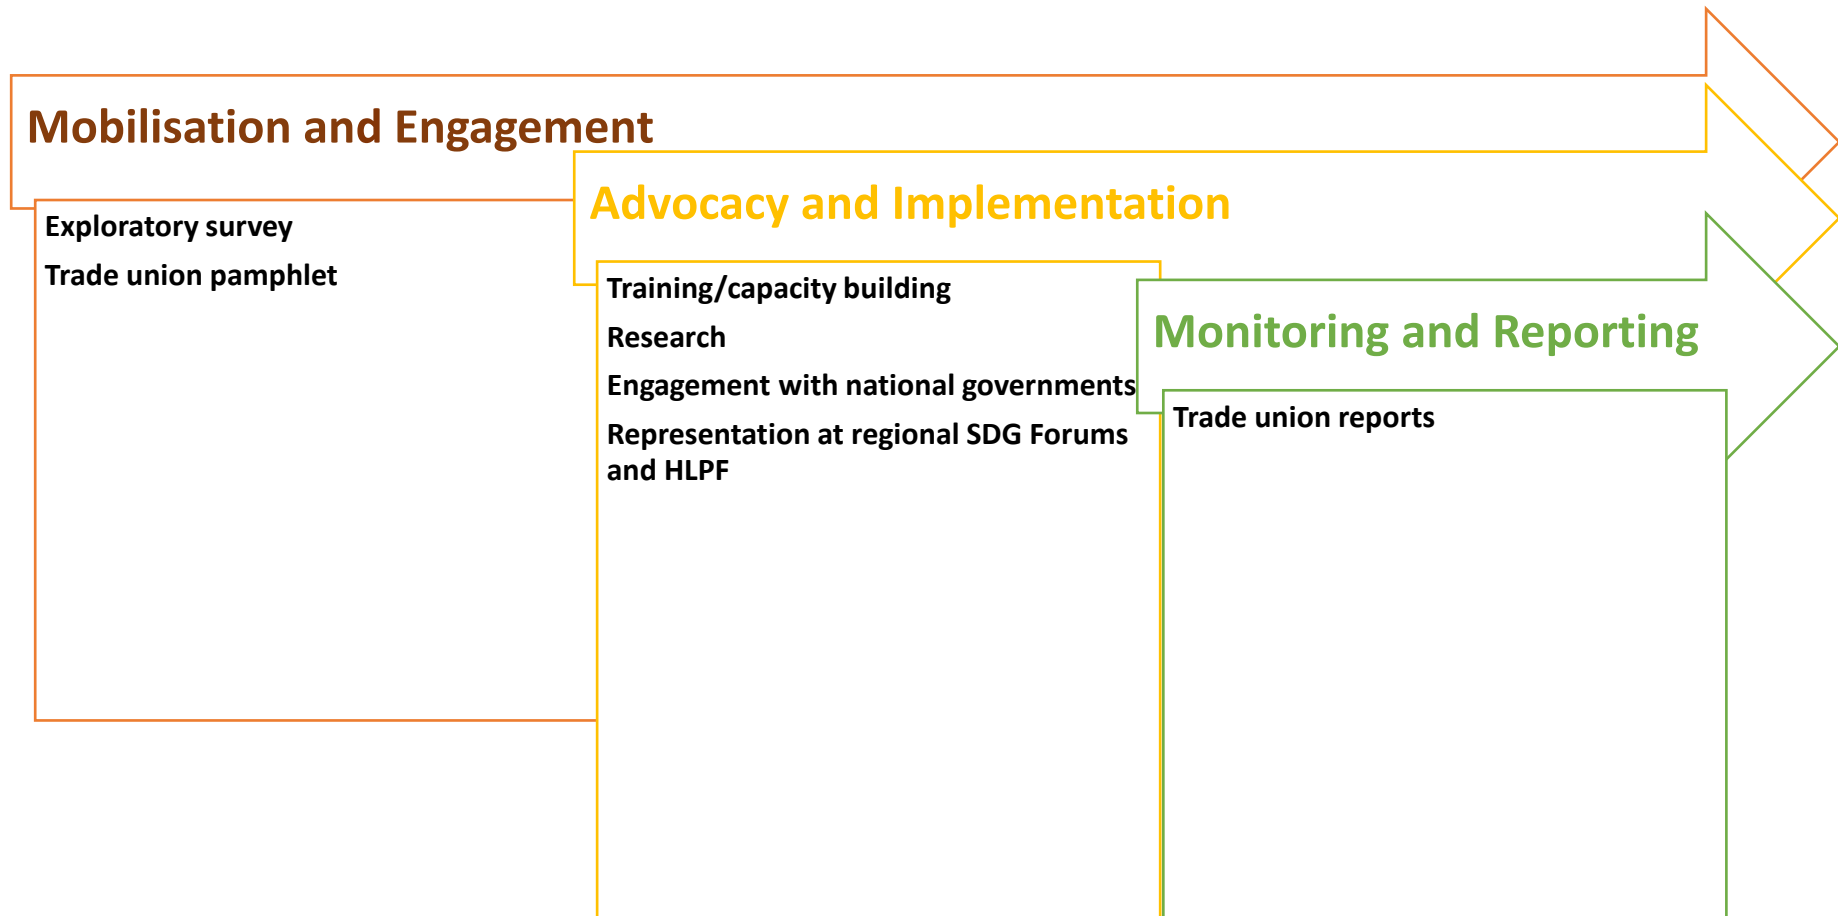 Mobilisation and Engagement
Exploratory survey
Trade union pamphlet
Advocacy and Implementation
Training/capacity building
Research
Engagement with national governments
Representation at regional SDG Forums
and HLPF
Monitoring and Reporting
Trade union reports